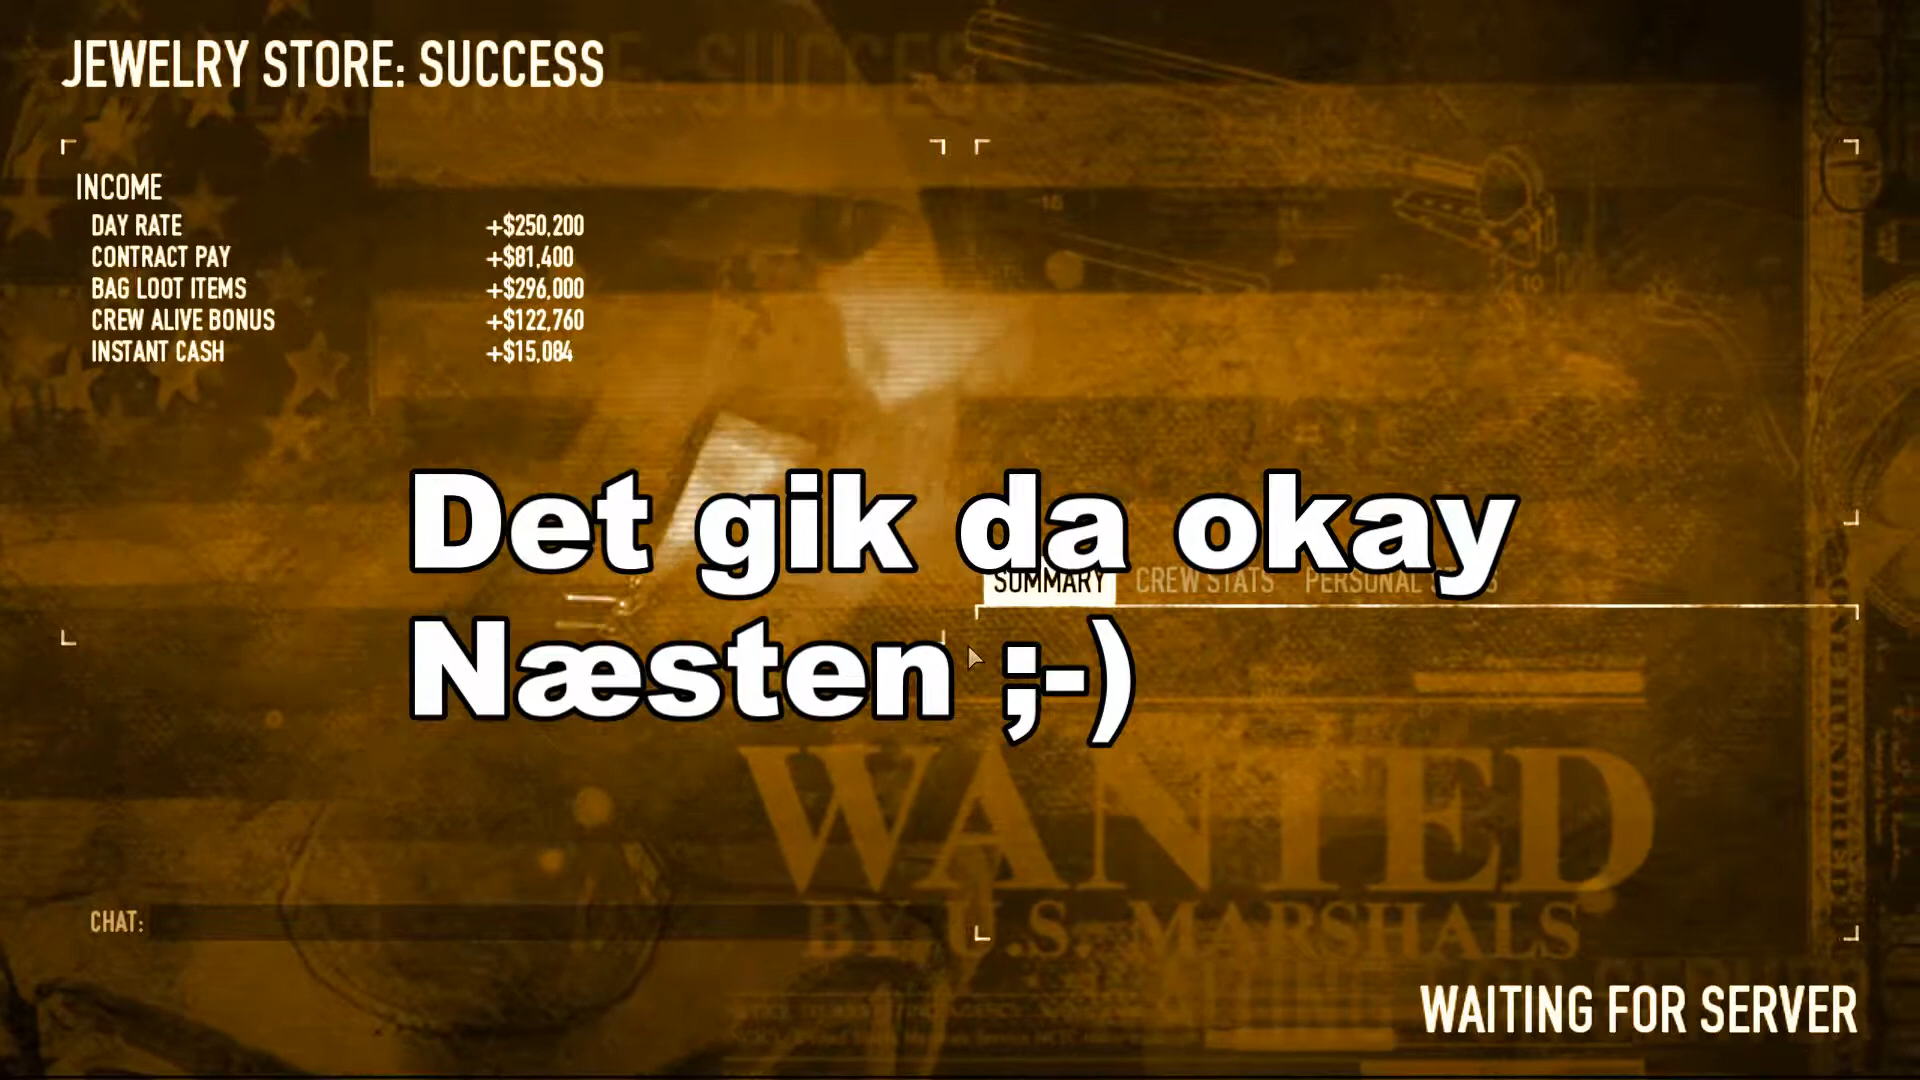 JEWELRY STORE: SUCCESS
INCOME
DAY RATE +$250,200
CONTRACT PAY +$81,400
BAG LOOT ITEMS +$296,000
CREW ALIVE BONUS +$122,760
INSTANT CASH +$15,084
Det gik da okay
SUMMARY CREW STATS PERSONAL
Næsten ;-)
WANTED
BY U.S. MARSHALS
CHAT:
WAITING FOR SERVER